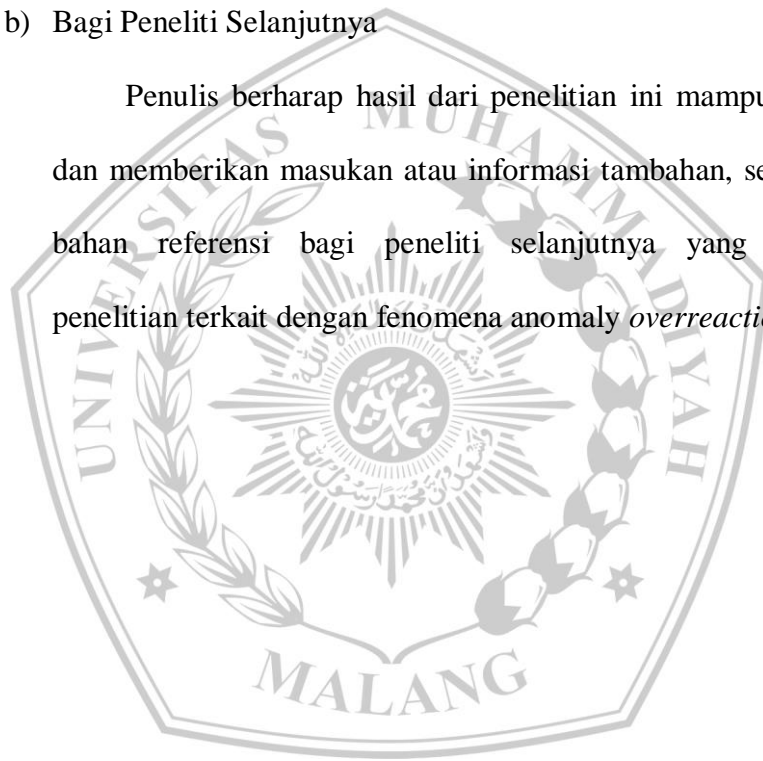 b) Bagi Peneliti Selanjutnya
Penulis berharap hasil dari penelitian ini mampu
dan memberikan masukan atau informasi tambahan, se
bahan referensi bagi peneliti selanjutnya yang
penelitian terkait dengan fenomena anomaly overreacti
UNIVERSITAS MUHAMMADIYAH
MALANG